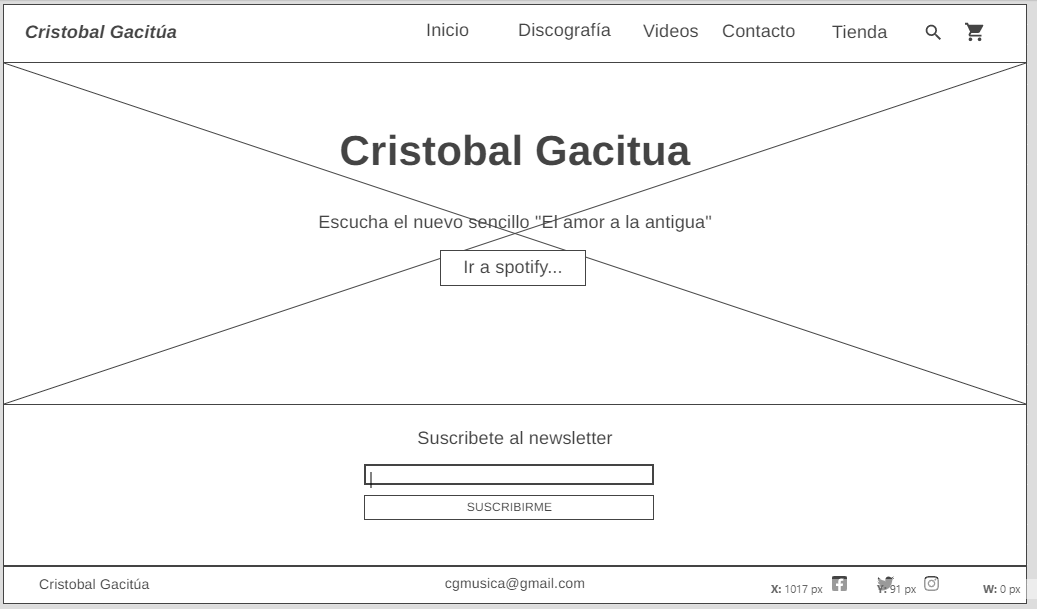 Cristobal Gacitúa Inicio Discografía Videos Contacto Tienda
Cristobal Gacitua
Escucha el nuevo sencillo "El amor a la antigua"
Ir a spotify...
Suscribete al newsletter
SUSCRIBIRME
Cristobal Gacitúa cgmusica@gmail.com X: 1017 px Y: 91 px W: 0 px